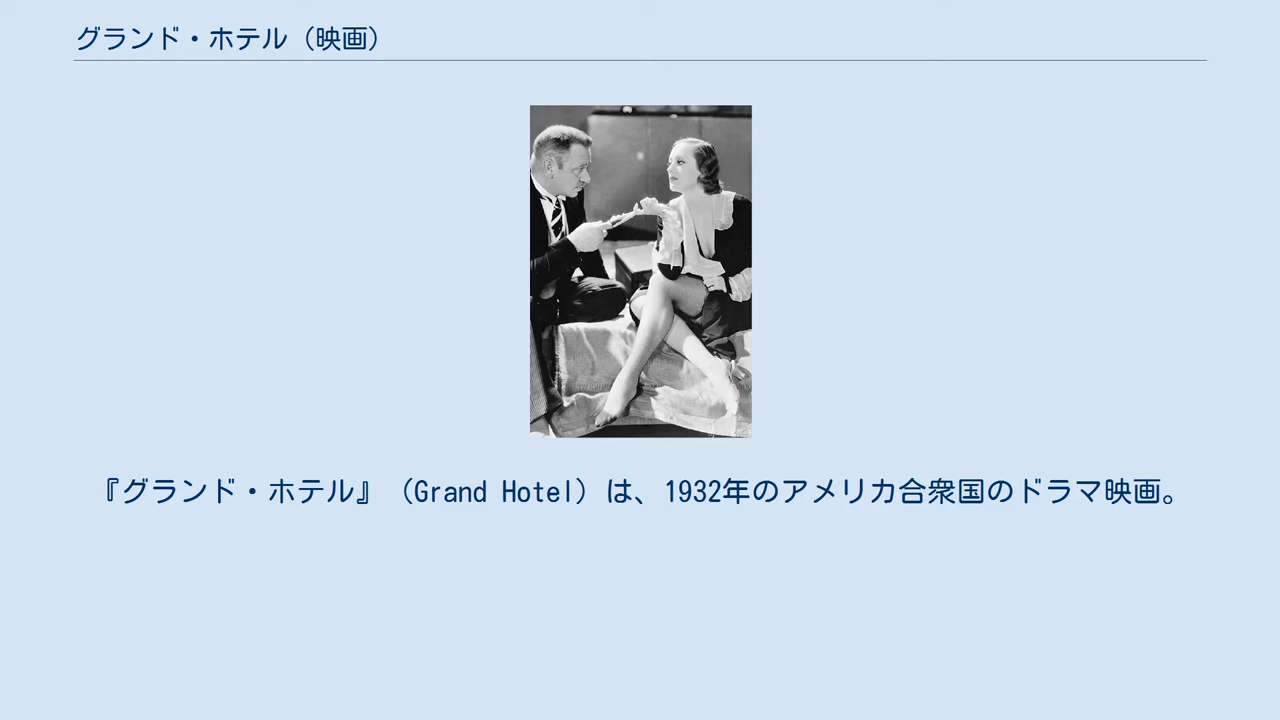 グランド・ホテル（映画）
『グランド・ホテル』（Grand Hotel）は、1932年のアメリカ合衆国のドラマ映画。